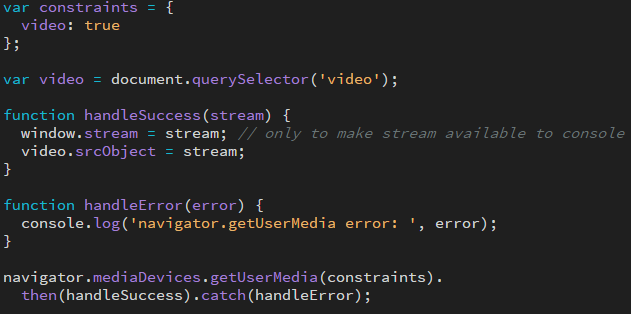 var constraints = {
  video: true
};

var video = document.querySelector('video');

function handleSuccess(stream) {
  window.stream = stream; // only to make stream available to console
  video.srcObject = stream;
}

function handleError(error) {
  console.log('navigator.getUserMedia error: ', error);
}

navigator.mediaDevices.getUserMedia(constraints).
  then(handleSuccess).catch(handleError);